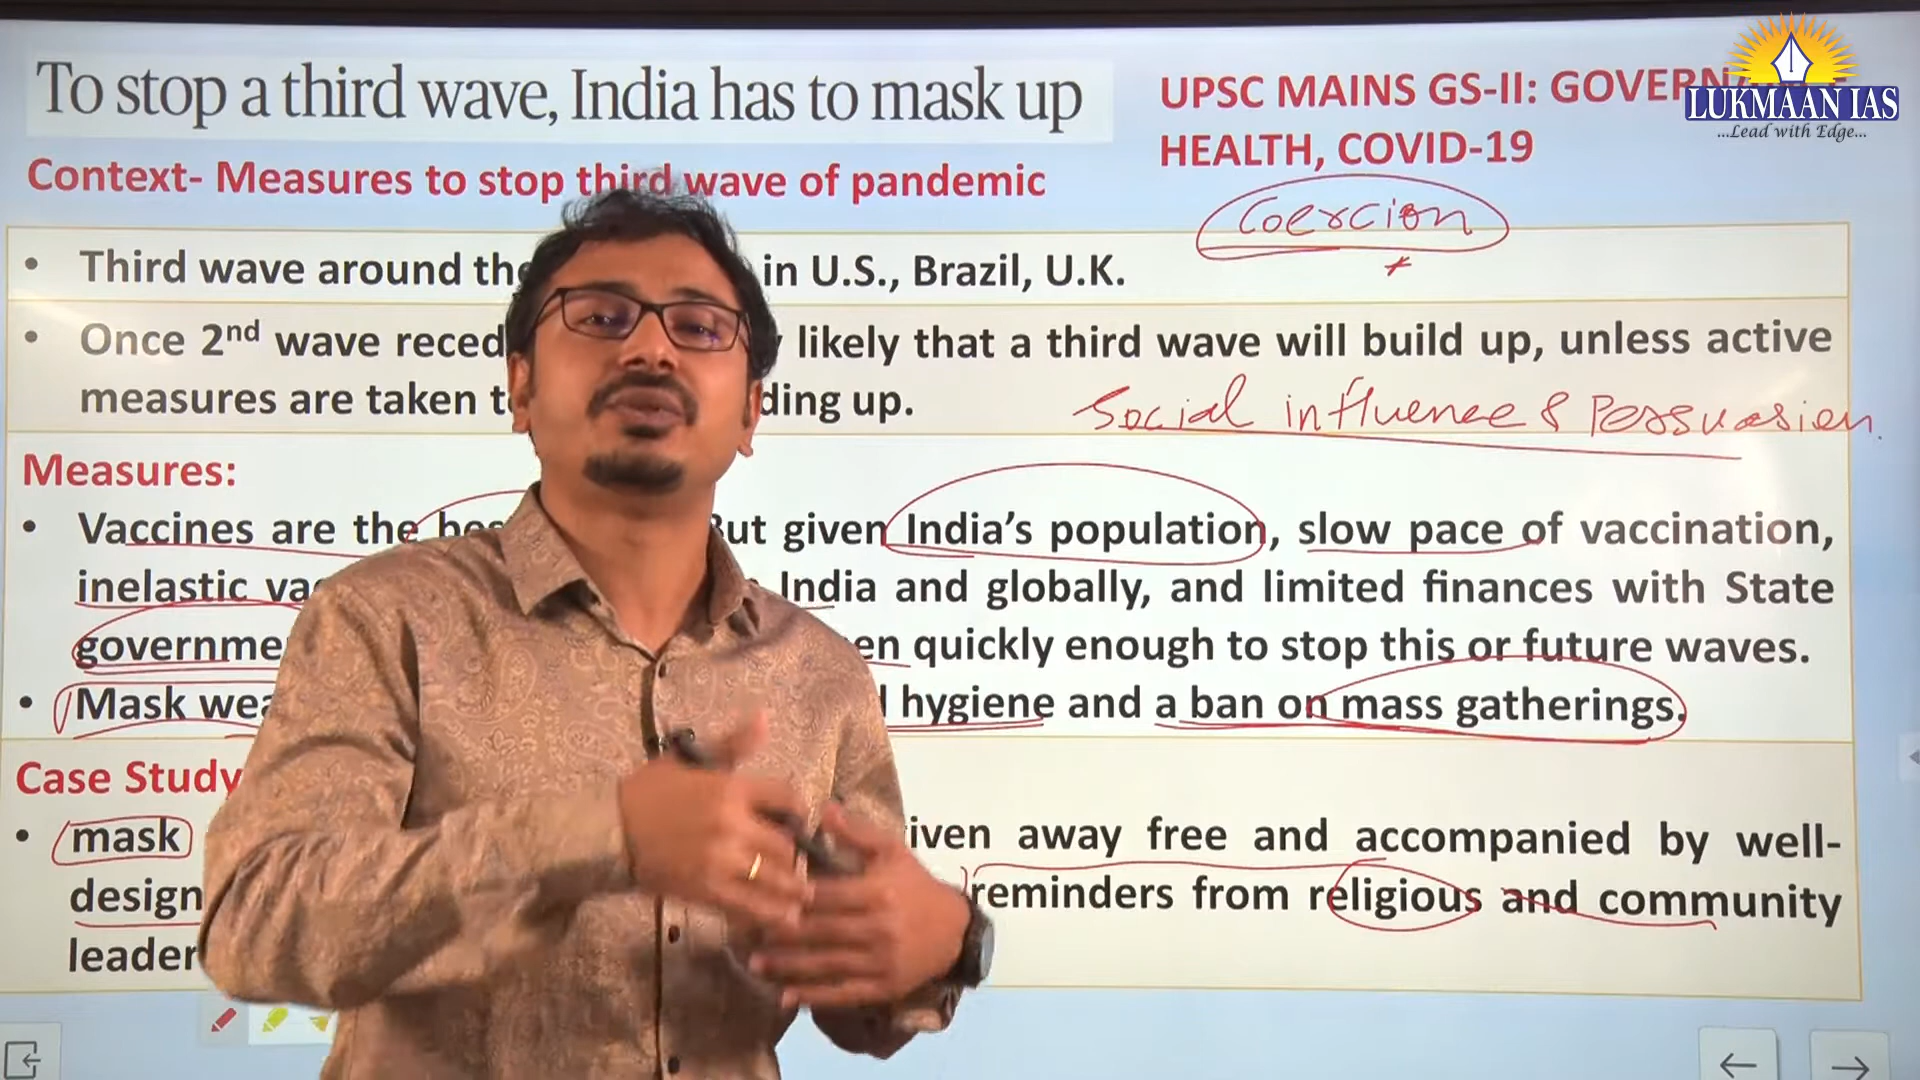 To stop a third wave, India has to mask up
UPSC MAINS GS-II: GOVERN
HEALTH, COVID-19
LUKMAAN IAS
...Lead with Edge...
Context- Measures to stop third wave of pandemic
Coercion
• Third wave around the in U.S., Brazil, U.K.
• Once 2nd wave reced likely that a third wave will build up, unless active
measures are taken t ding up.
Social influence & Persuasion.
Measures:
• Vaccines are the bes But given India's population, slow pace of vaccination,
inelastic va India and globally, and limited finances with State
governme en quickly enough to stop this or future waves.
• Mask wea hygiene and a ban on mass gatherings.
Case Study
• mask iven away free and accompanied by well-
design reminders from religious and community
leader